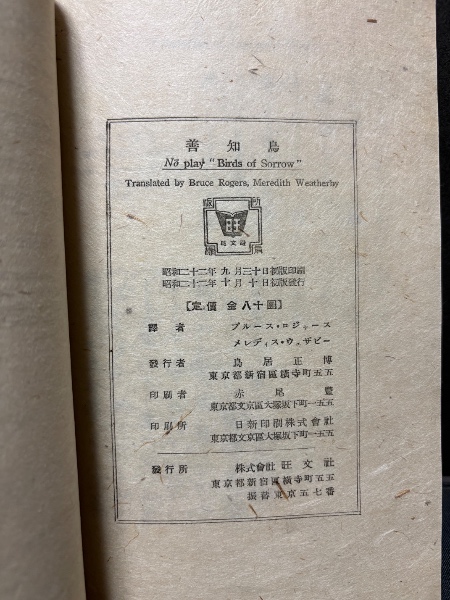 善知鳥
Nō play "Birds of Sorrow"
Translated by Bruce Rogers, Meredith Weatherby
旺文社
昭和二十二年九月三十日初版印刷
昭和二十二年十月十日初版發行
【定價 金八十圓】
譯者 ブルース・ロジャース
メレディス・ウェザビー
發行者 鳥居正博
東京都新宿區横寺町五五
印刷者 赤尾豐
東京都文京區大塚坂下町一五五
印刷所 日新印刷株式會社
東京都文京區大塚坂下町一五五
發行所 株式會社 旺文社
東京都新宿區横寺町五五
振替東京五七番